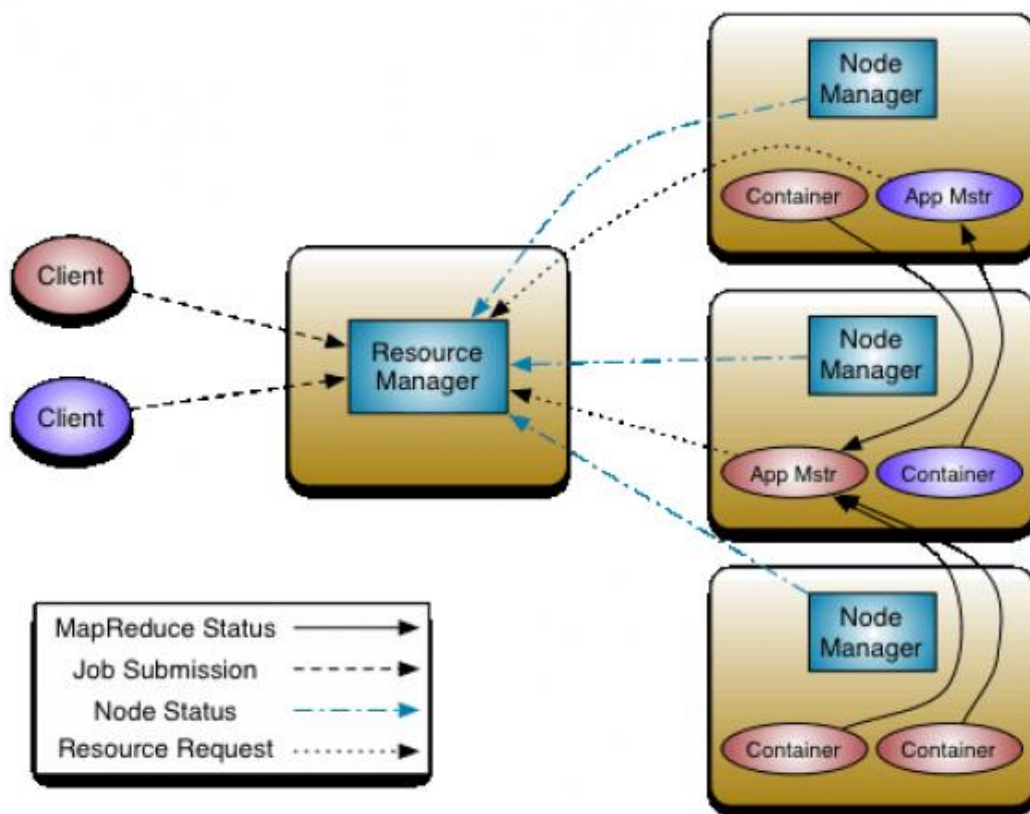 Node
Manager
Container
App Mstr
Client
Client
Resource
Manager
Node
Manager
App Mstr
Container
Node
Manager
Container
Container
MapReduce Status
Job Submission
Node Status
Resource Request